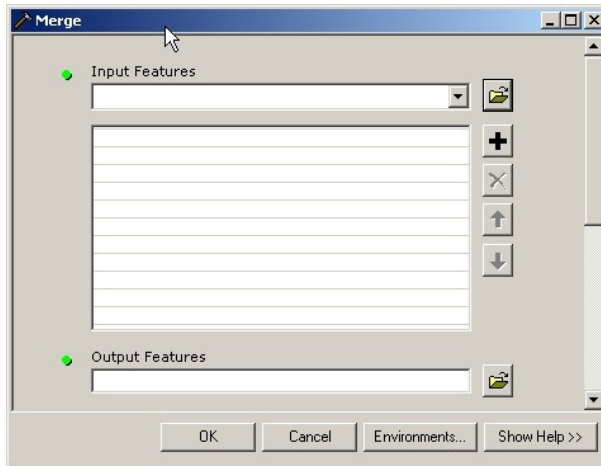 Merge
Input Features
Output Features
OK
Cancel
Environments...
Show Help >>